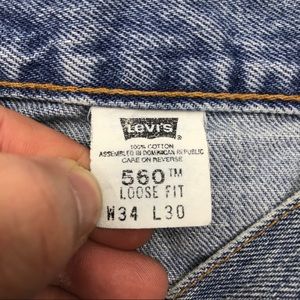 Levi's
100% COTTON
ASSEMBLED IN DOMINICAN REPUBLIC
CARE ON REVERSE
560™
LOOSE FIT
W34 L30